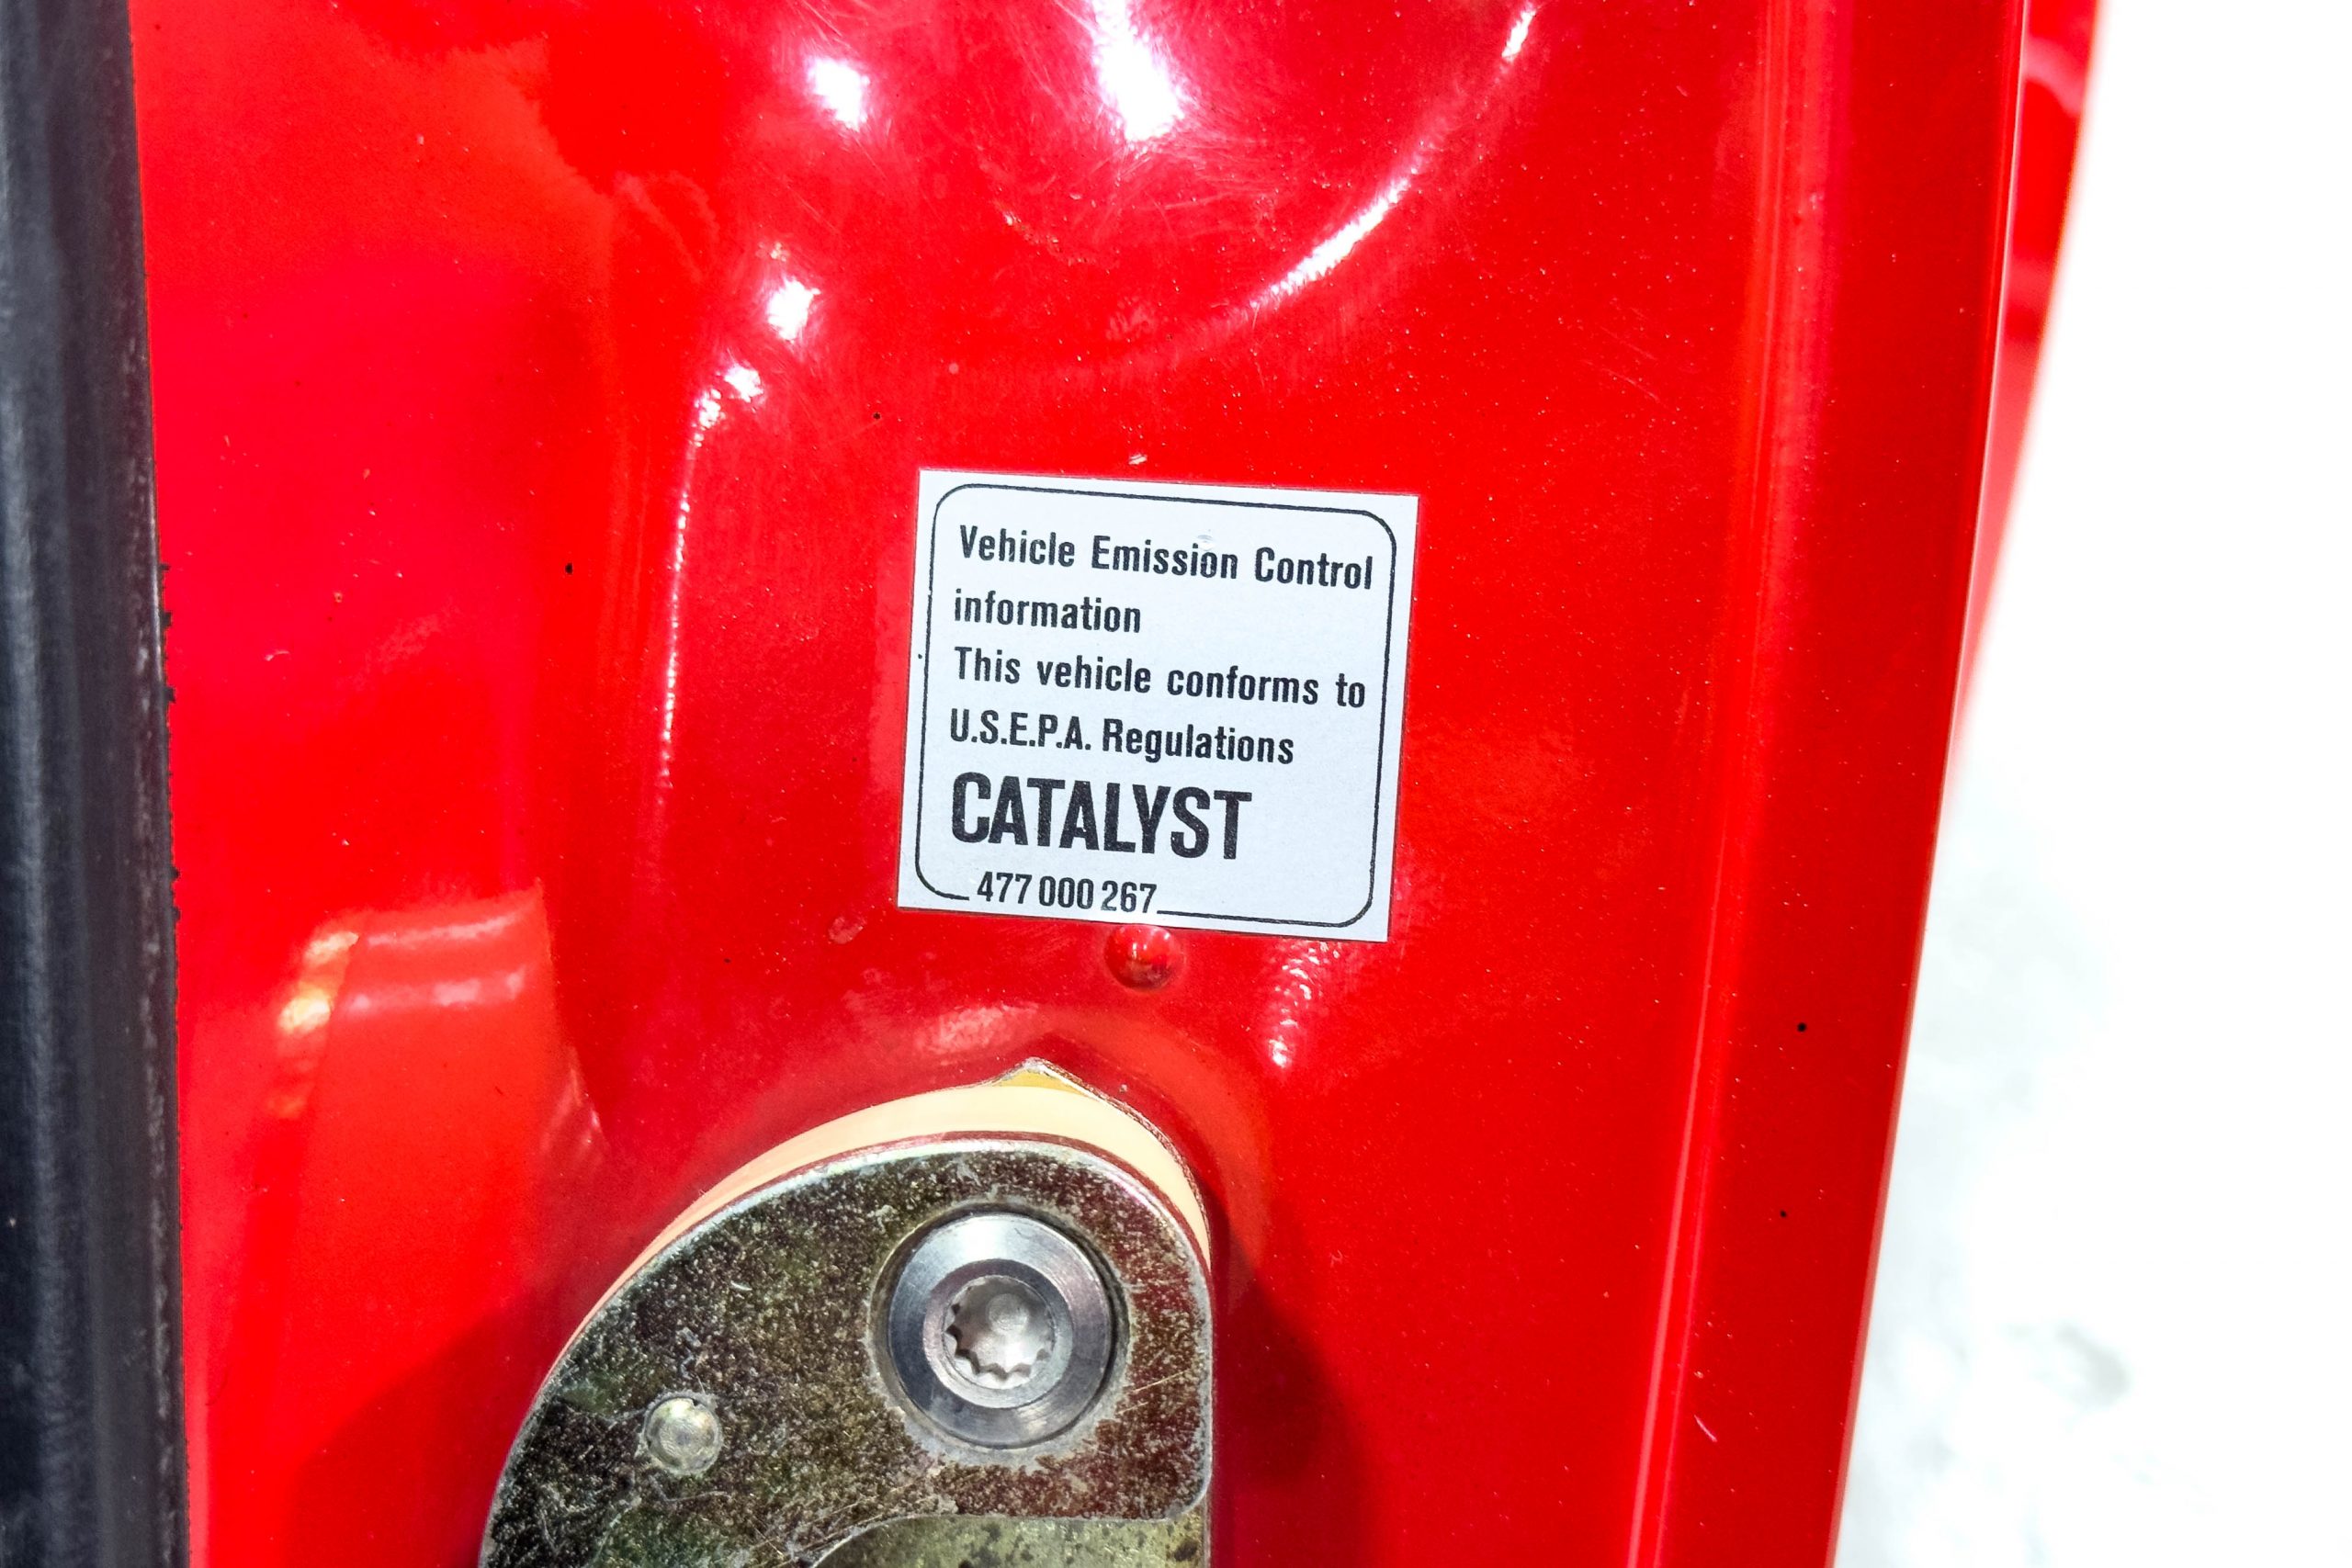 Vehicle Emission Control
information
This vehicle conforms to
U.S.E.P.A. Regulations
CATALYST
477 000 267